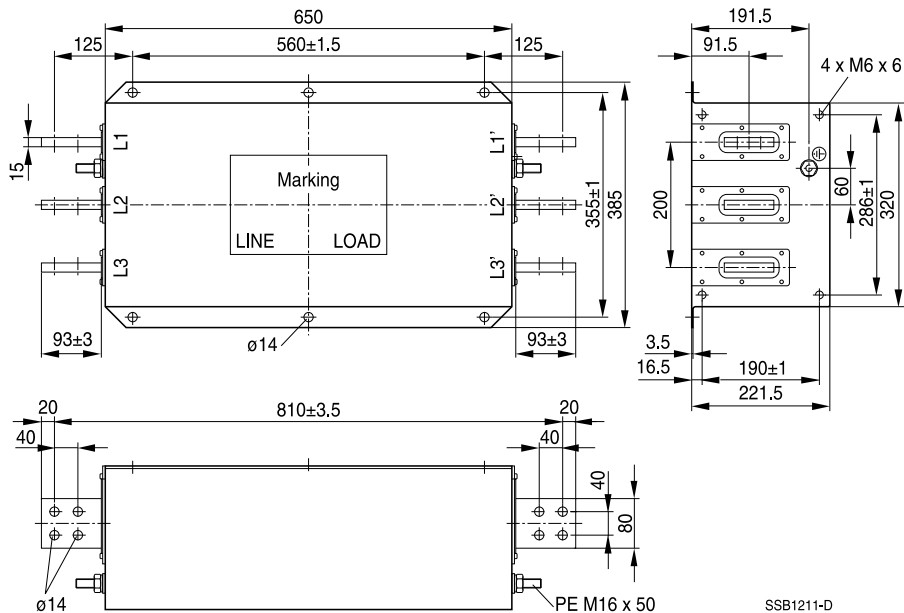 650
125
560±1.5
125
L1
L1'
15
L2
L2'
L3
L3'
Marking
LINE LOAD
355±1
385
93±3
ø14
93±3
191.5
91.5
4 x M6 x 6
200
60
286±1
320
3.5
16.5
190±1
221.5
20
810±3.5
20
40
40
40
80
ø14
PE M16 x 50
SSB1211-D